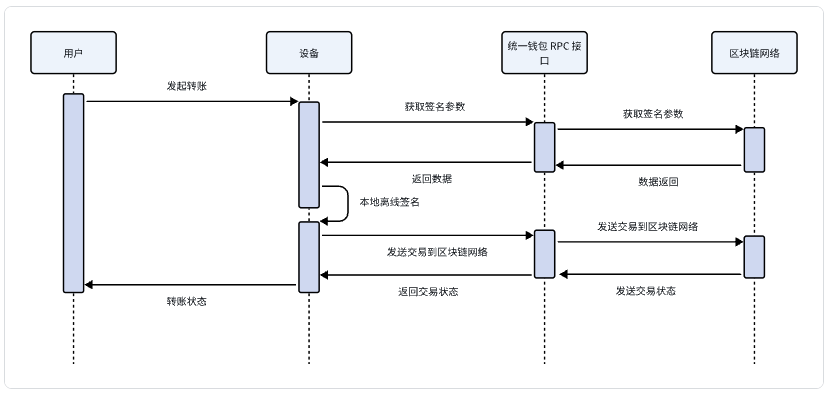 用户
设备
统一钱包 RPC 接
口
区块链网络
发起转账
获取签名参数
获取签名参数
返回数据
数据返回
本地离线签名
发送交易到区块链网络
发送交易到区块链网络
返回交易状态
发送交易状态
转账状态